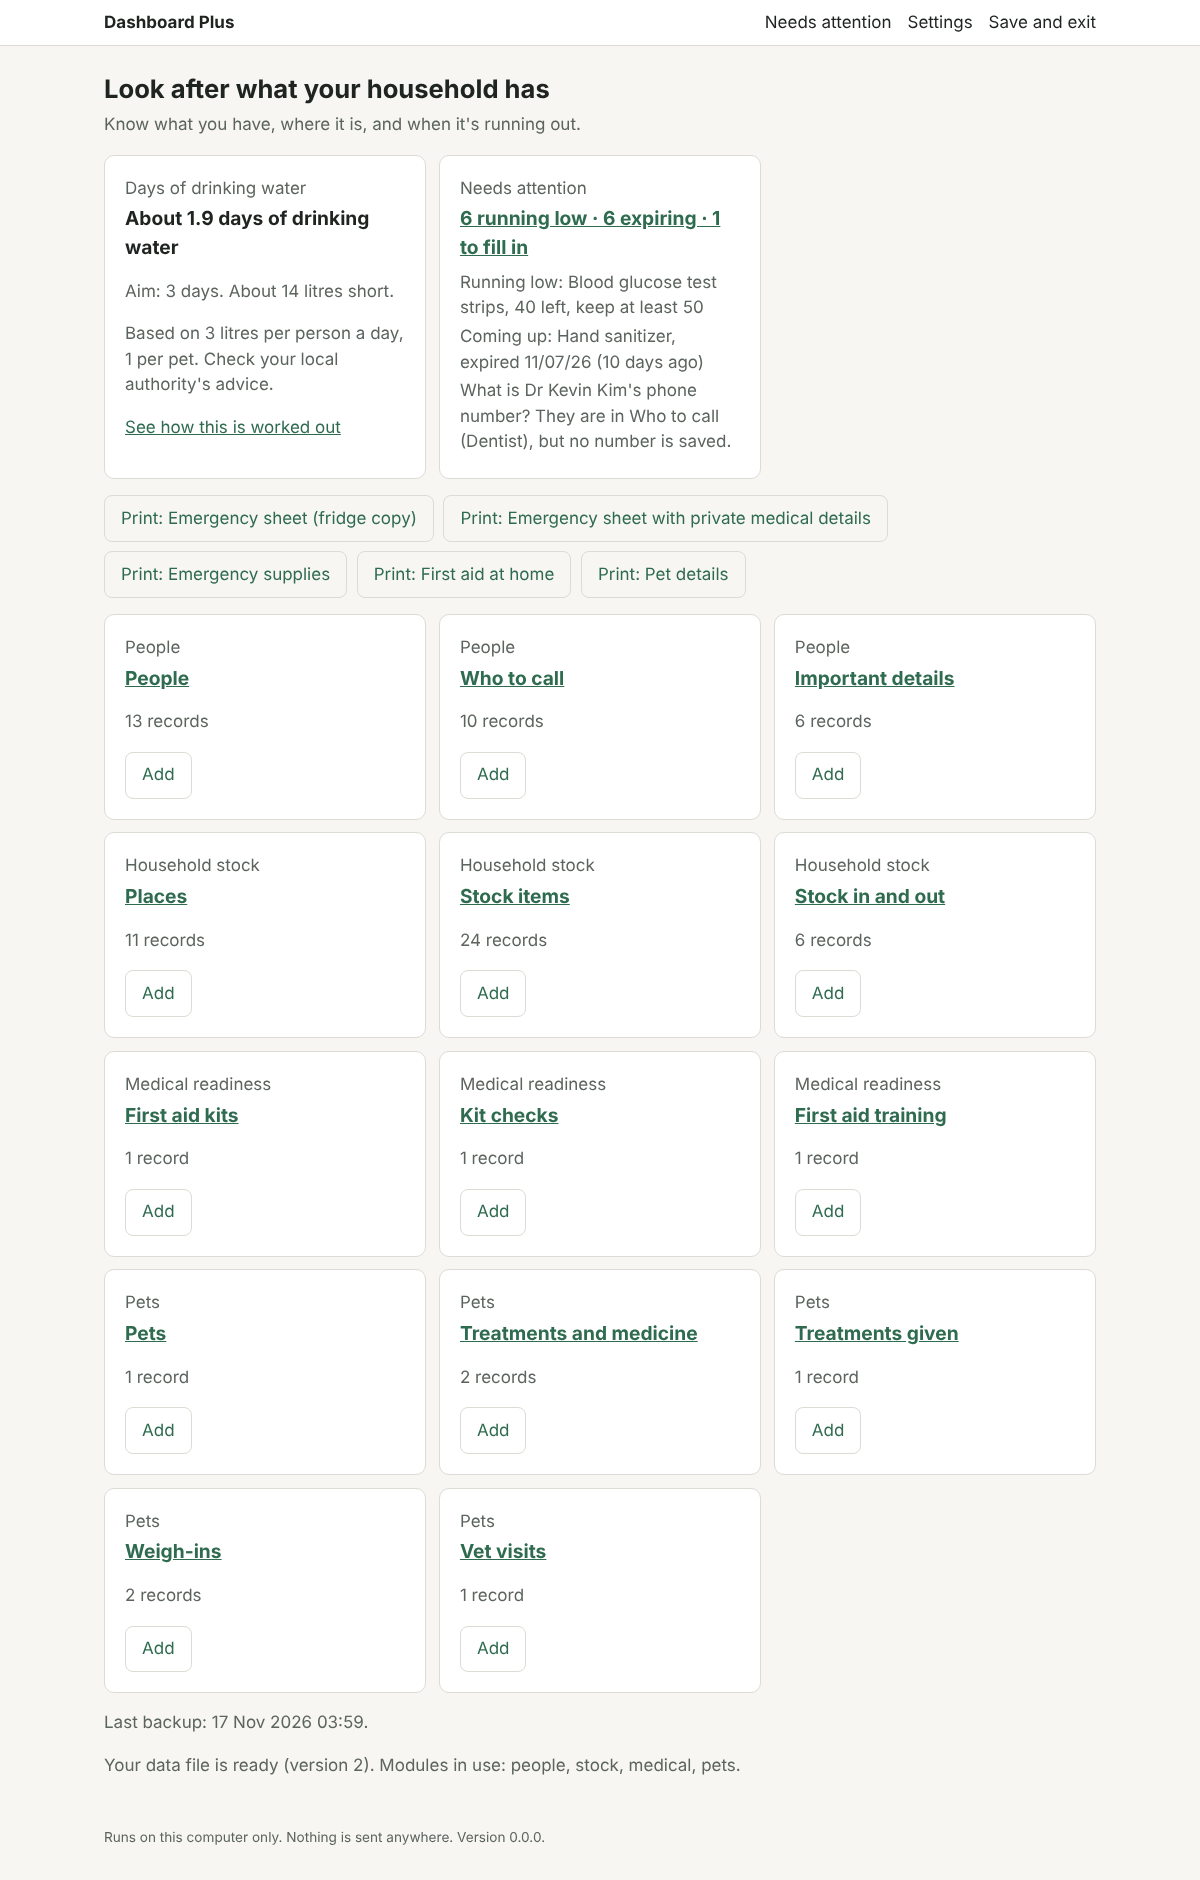 Dashboard Plus
Needs attention Settings Save and exit
Look after what your household has
Know what you have, where it is, and when it's running out.
Days of drinking water
About 1.9 days of drinking
water
Aim: 3 days. About 14 litres short.
Based on 3 litres per person a day,
1 per pet. Check your local
authority's advice.
See how this is worked out
Needs attention
6 running low · 6 expiring · 1
to fill in
Running low: Blood glucose test
strips, 40 left, keep at least 50
Coming up: Hand sanitizer,
expired 11/07/26 (10 days ago)
What is Dr Kevin Kim's phone
number? They are in Who to call
(Dentist), but no number is saved.
Print: Emergency sheet (fridge copy)
Print: Emergency sheet with private medical details
Print: Emergency supplies
Print: First aid at home
Print: Pet details
People
People
13 records
Add
People
Who to call
10 records
Add
People
Important details
6 records
Add
Household stock
Places
11 records
Add
Household stock
Stock items
24 records
Add
Household stock
Stock in and out
6 records
Add
Medical readiness
First aid kits
1 record
Add
Medical readiness
Kit checks
1 record
Add
Medical readiness
First aid training
1 record
Add
Pets
Pets
1 record
Add
Pets
Treatments and medicine
2 records
Add
Pets
Treatments given
1 record
Add
Pets
Weigh-ins
2 records
Add
Pets
Vet visits
1 record
Add
Last backup: 17 Nov 2026 03:59.
Your data file is ready (version 2). Modules in use: people, stock, medical, pets.
Runs on this computer only. Nothing is sent anywhere. Version 0.0.0.